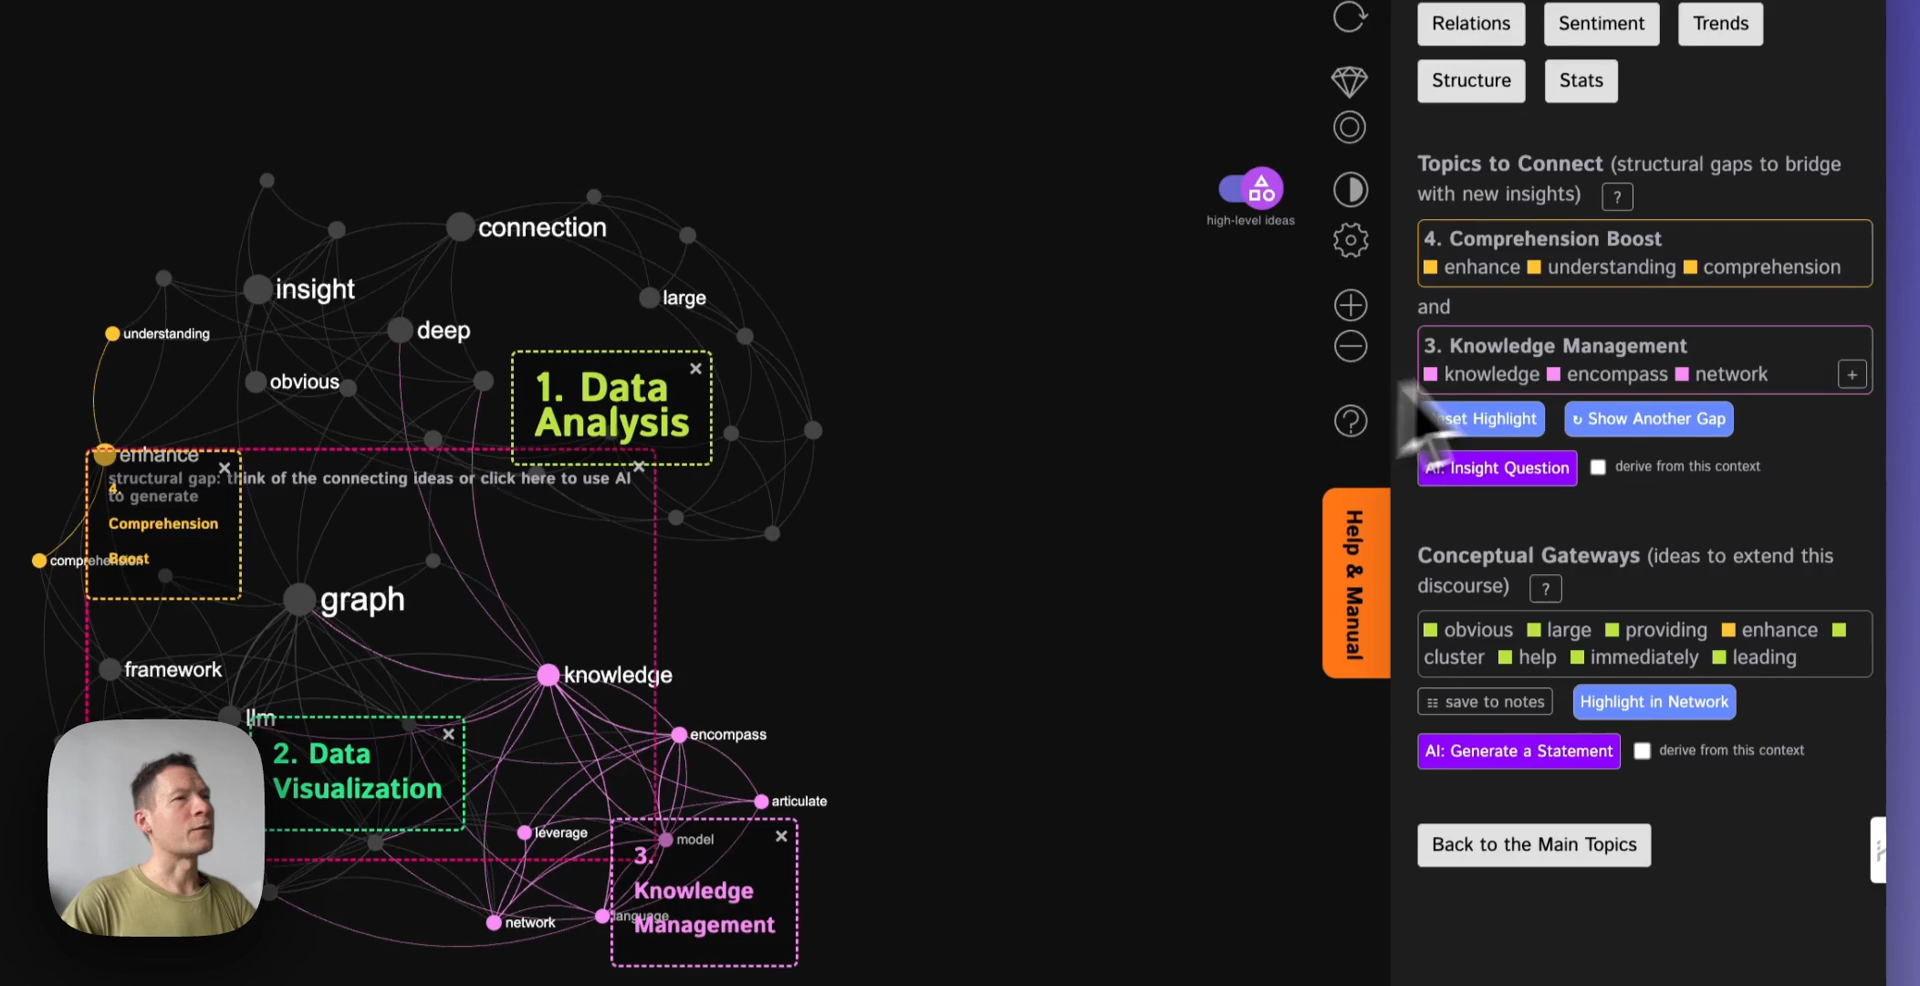 connection
insight
large
deep
understanding
obvious
1. Data
Analysis
enhance
structural gap: think of the connecting ideas or click here to use AI
to generate
4.
Comprehension
Boost
comprehension
graph
framework
knowledge
llm
encompass
2. Data
Visualization
articulate
leverage
model
3.
Knowledge
Management
language
network
high-level ideas
Help & Manual
Relations
Sentiment
Trends
Structure
Stats
Topics to Connect (structural gaps to bridge
with new insights) ?
4. Comprehension Boost
enhance understanding comprehension
and
3. Knowledge Management
knowledge encompass network +
Highlight
↻ Show Another Gap
AI: Insight Question
derive from this context
Conceptual Gateways (ideas to extend this
discourse) ?
obvious large providing enhance
cluster help immediately leading
save to notes
Highlight in Network
AI: Generate a Statement
derive from this context
Back to the Main Topics